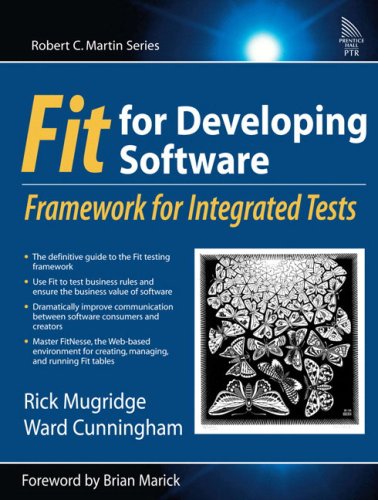 Robert C. Martin Series
PRENTICE
HALL
PTR
Fit for Developing
Software
Framework for Integrated Tests
• The definitive guide to the Fit testing
framework
• Use Fit to test business rules and
ensure the business value of software
• Dramatically improve communication
between software consumers and
creators
• Master FitNesse, the Web-based
environment for creating, managing,
and running Fit tables
Rick Mugridge
Ward Cunningham
Foreword by Brian Marick